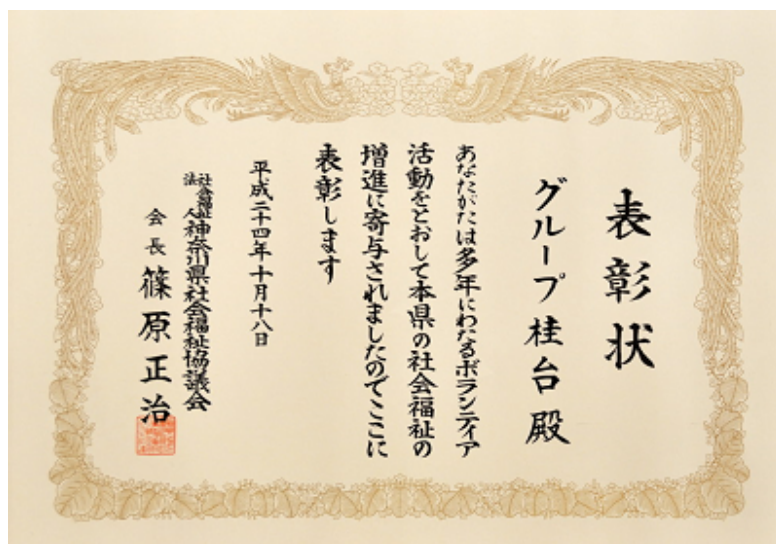 表彰状
グループ桂台殿
あなたがたは多年にわたるボランティア
活動をとおして本県の社会福祉の
増進に寄与されましたのでここに
表彰します
平成二十四年十月十八日
社会福祉法人神奈川県社会福祉協議会
会長篠原正治